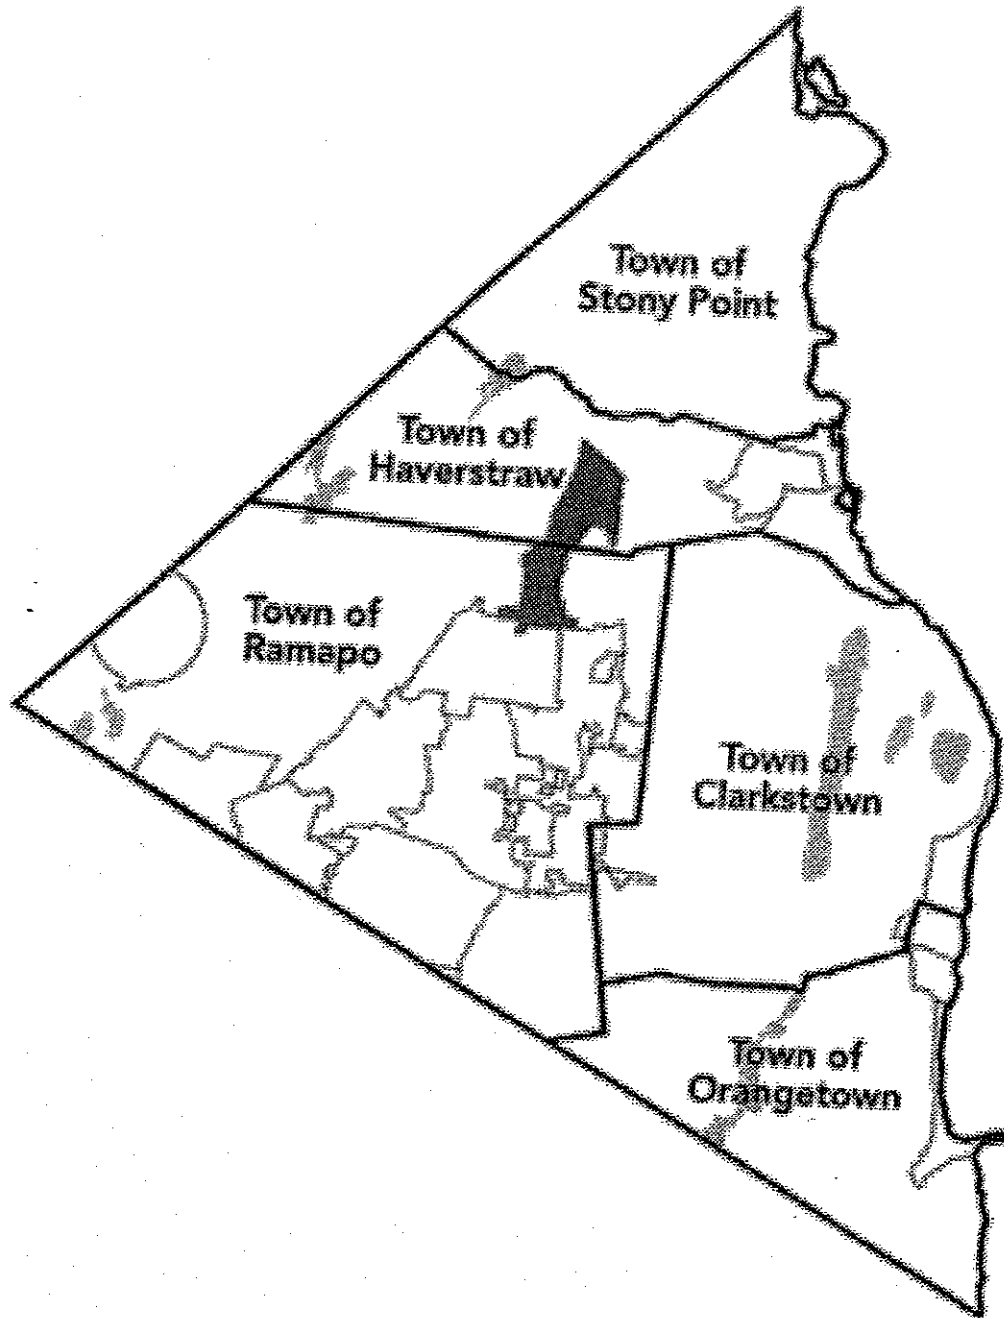 Town of
Stony Point
Town of
Haverstraw
Town of
Ramapo
Town of
Clarkstown
Town of
Orangetown